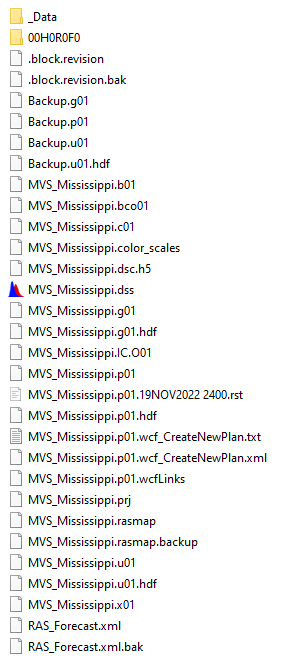 _Data
00H0R0F0
.block.revision
.block.revision.bak
Backup.g01
Backup.p01
Backup.u01
Backup.u01.hdf
MVS_Mississippi.b01
MVS_Mississippi.bco01
MVS_Mississippi.c01
MVS_Mississippi.color_scales
MVS_Mississippi.dsc.h5
MVS_Mississippi.dss
MVS_Mississippi.g01
MVS_Mississippi.g01.hdf
MVS_Mississippi.IC.O01
MVS_Mississippi.p01
MVS_Mississippi.p01.19NOV2022 2400.rst
MVS_Mississippi.p01.hdf
MVS_Mississippi.p01.wcf_CreateNewPlan.txt
MVS_Mississippi.p01.wcf_CreateNewPlan.xml
MVS_Mississippi.p01.wcfLinks
MVS_Mississippi.prj
MVS_Mississippi.rasmap
MVS_Mississippi.rasmap.backup
MVS_Mississippi.u01
MVS_Mississippi.u01.hdf
MVS_Mississippi.x01
RAS_Forecast.xml
RAS_Forecast.xml.bak